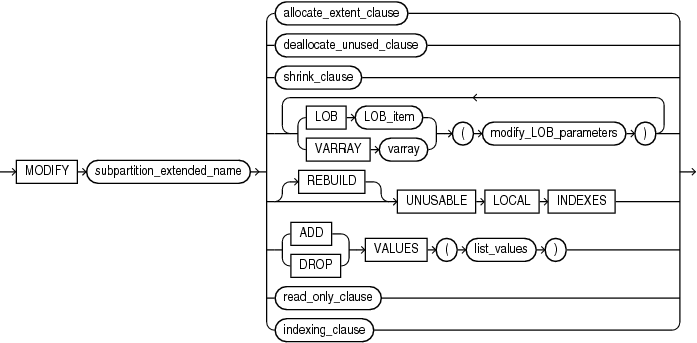 allocate_extent_clause
deallocate_unused_clause
shrink_clause
LOB LOB_item
VARRAY varray ( modify_LOB_parameters )
MODIFY subpartition_extended_name
REBUILD
UNUSABLE LOCAL INDEXES
ADD
DROP VALUES ( list_values )
read_only_clause
indexing_clause